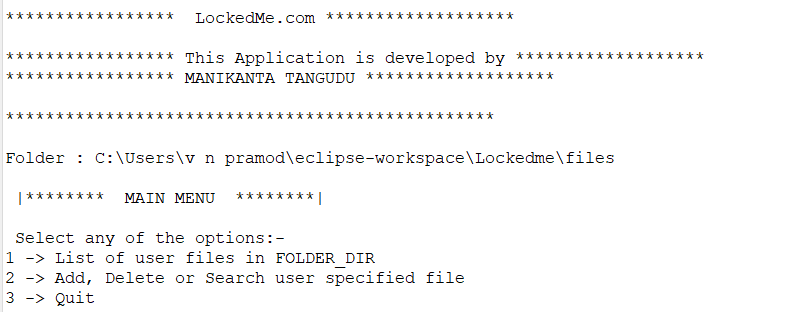 *****************  LockedMe.com *******************
***************** This Application is developed by *******************
***************** MANIKANTA TANGUDU *******************
*************************************************
Folder : C:\Users\v n pramod\eclipse-workspace\Lockedme\files
|********  MAIN MENU  ********|
Select any of the options:-
1 -> List of user files in FOLDER_DIR
2 -> Add, Delete or Search user specified file
3 -> Quit